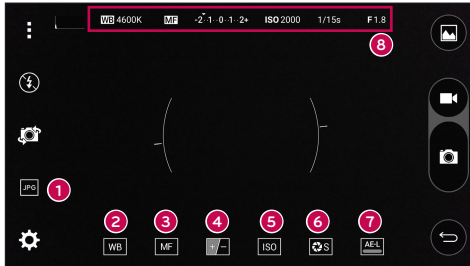 WB 4600K MF -2·1··0··1··2+ ISO 2000 1/15s F 1.8
8
JPG 1
2 3 4 5 6 7
WB MF +/- ISO S AE-L